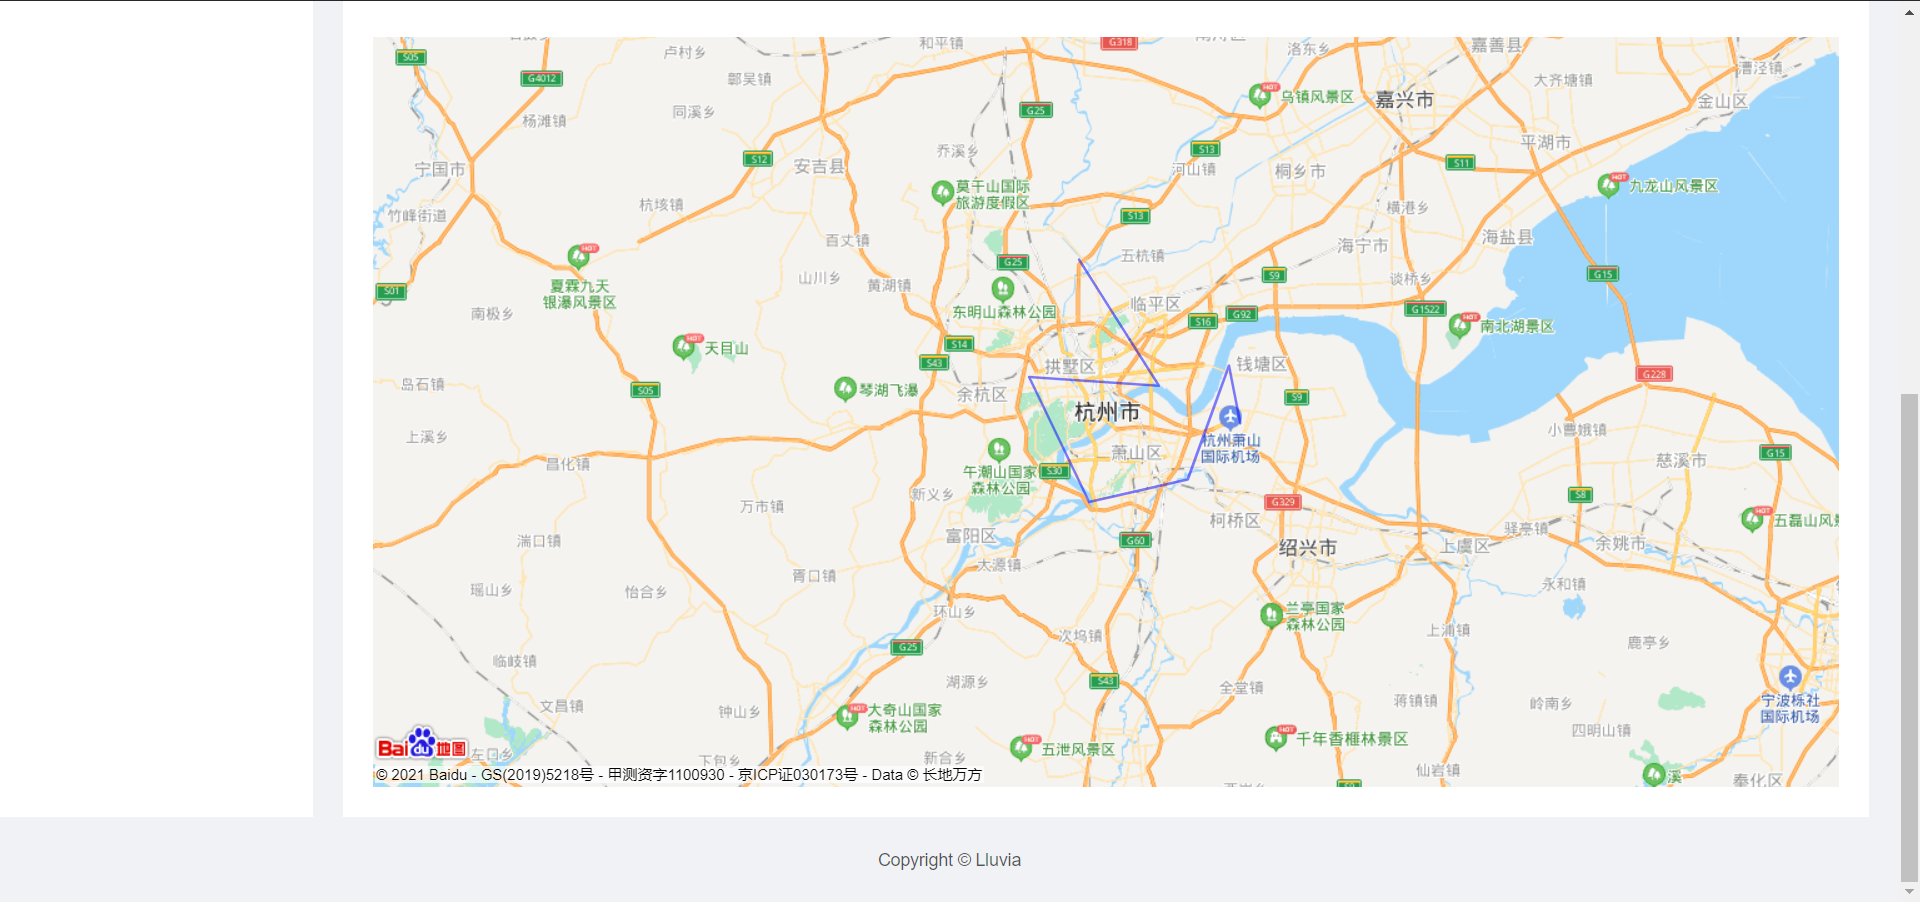 和平镇
G318
洛东乡
嘉善县
S05
卢村乡
G4012
鄣吴镇
漕泾镇
大齐塘镇
HOT
乌镇风景区
嘉兴市
金山区
同溪乡
G25
杨滩镇
平湖市
乔溪乡
S13
S12
安吉县
宁国市
河山镇
桐乡市
S11
莫干山国际
旅游度假区
HOT
九龙山风景区
杭垓镇
竹峰街道
S13
横港乡
百丈镇
海宁市
海盐县
HOT
夏霖九天
银瀑风景区
G25
五杭镇
S9
G15
山川乡
黄湖镇
谈桥乡
S01
南极乡
东明山森林公园
临平区
G92
G1522
S16
HOT
南北湖景区
HOT
天目山
S14
S43
拱墅区
钱塘区
G228
岛石镇
S05
琴湖飞瀑
余杭区
S9
杭州市
上溪乡
小曹娥镇
杭州萧山
国际机场
萧山区
G15
慈溪市
昌化镇
午潮山国家
森林公园
S30
新义乡
S8
万市镇
G329
柯桥区
HOT
五磊山风景
驿亭镇
湍口镇
富阳区
G60
绍兴市
上虞区
余姚市
太源镇
胥口镇
瑶山乡
怡合乡
永和镇
环山乡
兰亭国家
森林公园
次坞镇
上浦镇
鹿亭乡
G25
临岐镇
湖源乡
S43
全堂镇
蒋镇镇
岭南乡
宁波栎社
国际机场
文昌镇
钟山乡
HOT
大奇山国家
森林公园
四明山镇
HOT
千年香榧林景区
HOT
五泄风景区
Bai du 地图
左口乡
下包乡
新合乡
仙岩镇
HOT
溪
奉化区
© 2021 Baidu - GS(2019)5218号 - 甲测资字1100930 - 京ICP证030173号 - Data © 长地万方
Copyright © Lluvia